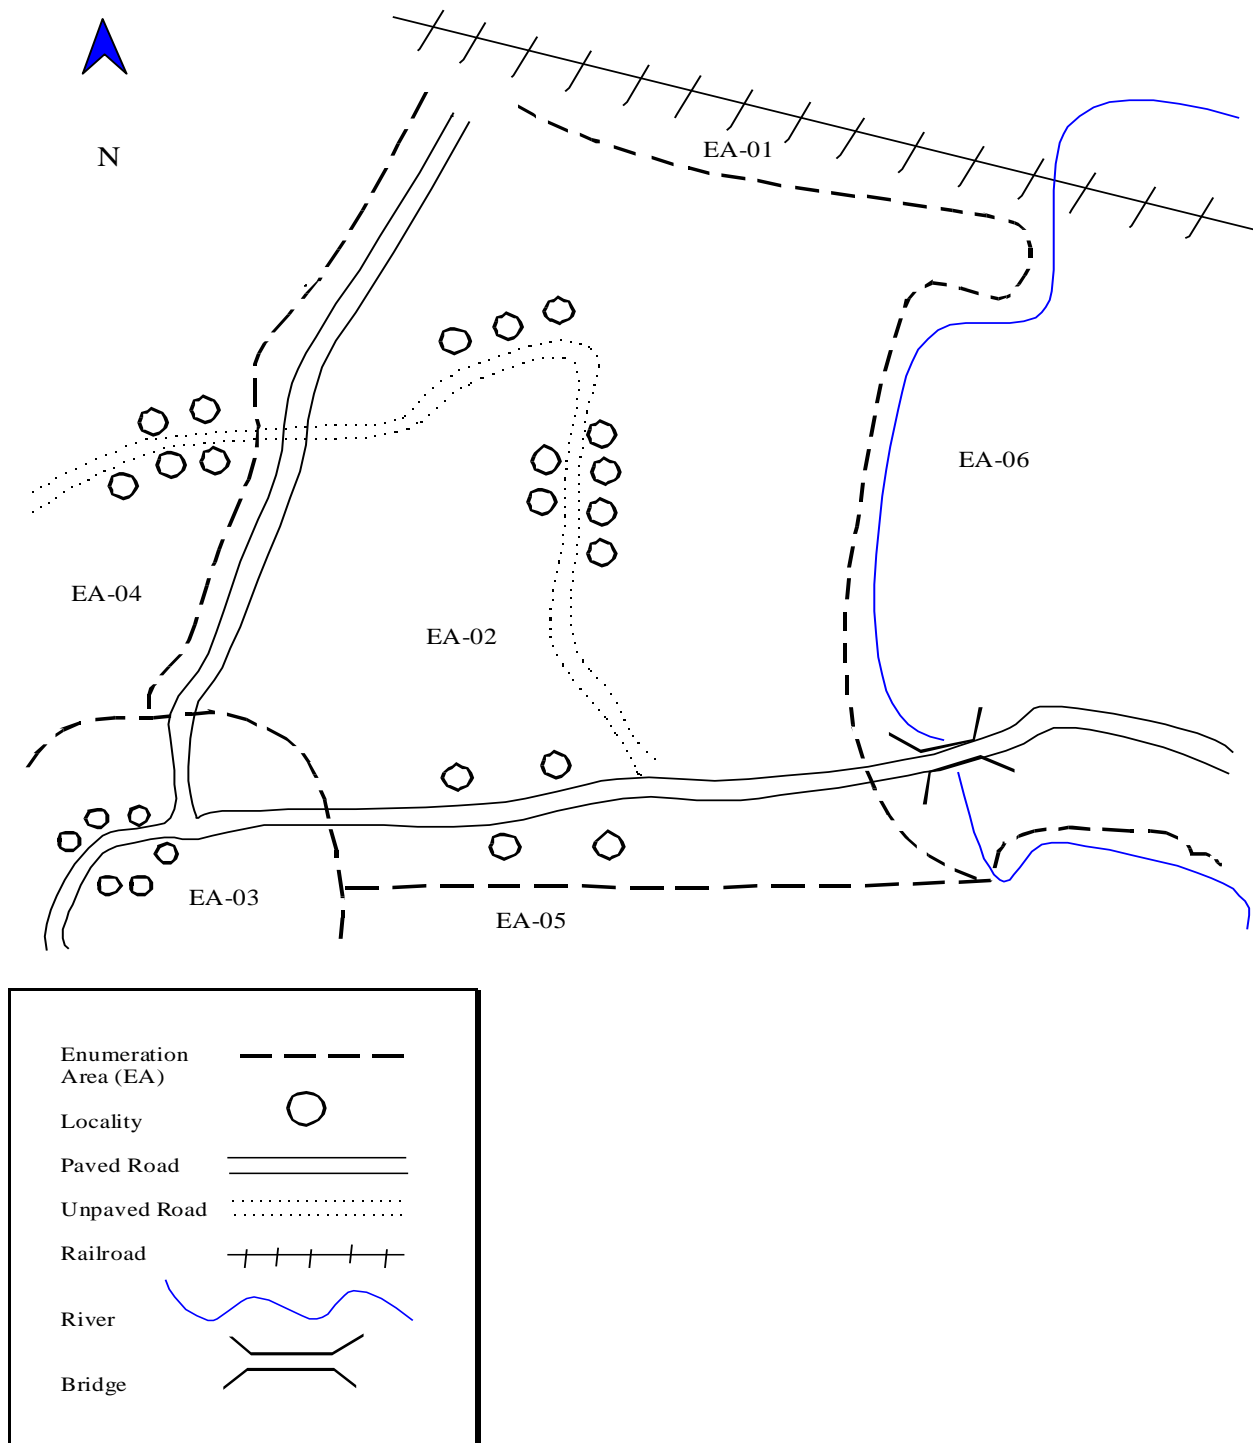 N
EA-01
EA-06
EA-04
EA-02
EA-03
EA-05
Enumeration
Area (EA)
Locality
Paved Road
Unpaved Road
Railroad
River
Bridge